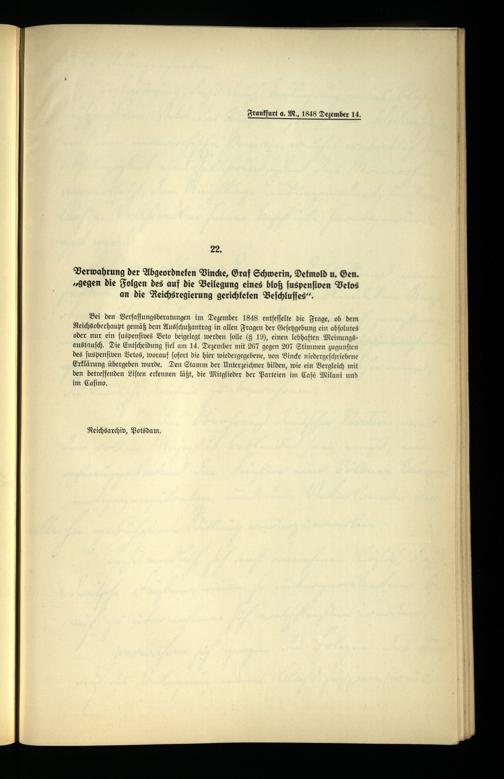 Frankfurt a. M., 1848 Dezember 14.
22.
Verwahrung der Abgeordneten Vincke, Graf Schwerin, Detmold u. Gen.
„gegen die Folgen des auf die Beilegung eines bloß suspensiven Vetos
an die Reichsregierung gerichteten Beschlusses“.
Bei den Verfassungsberatungen im Dezember 1848 entfesselte die Frage, ob dem
Reichsoberhaupt gemäß dem Ausschußantrag in allen Fragen der Gesetzgebung ein absolutes
oder nur ein suspensives Veto beigelegt werden solle (§ 19), einen lebhaften Meinungs-
austausch. Die Entscheidung fiel am 14. Dezember mit 267 gegen 207 Stimmen zugunsten
des suspensiven Vetos, worauf sofort die hier wiedergegebene, von Vincke niedergeschriebene
Erklärung übergeben wurde. Den Stamm der Unterzeichner bilden, wie ein Vergleich mit
den betreffenden Listen erkennen läßt, die Mitglieder der Parteien im Café Milani und
im Casino.
Reichsarchiv, Potsdam.